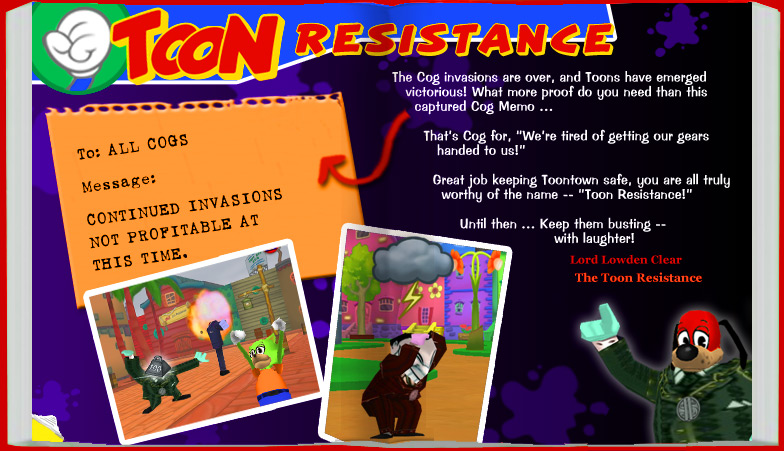 TOON RESISTANCE
The Cog invasions are over, and Toons have emerged
victorious! What more proof do you need than this
captured Cog Memo ...
To: ALL COGS
Message:
CONTINUED INVASIONS
NOT PROFITABLE AT
THIS TIME.
That's Cog for, "We're tired of getting our gears
handed to us!"
Great job keeping Toontown safe, you are all truly
worthy of the name -- "Toon Resistance!"
Until then ... Keep them busting --
with laughter!
Lord Lowden Clear
The Toon Resistance